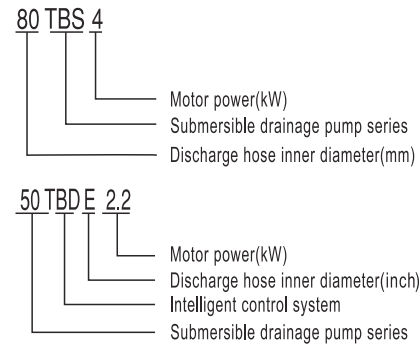 80 TBS 4
Motor power(kW)
Submersible drainage pump series
Discharge hose inner diameter(mm)
50 TBD E 2.2
Motor power(kW)
Discharge hose inner diameter(inch)
Intelligent control system
Submersible drainage pump series